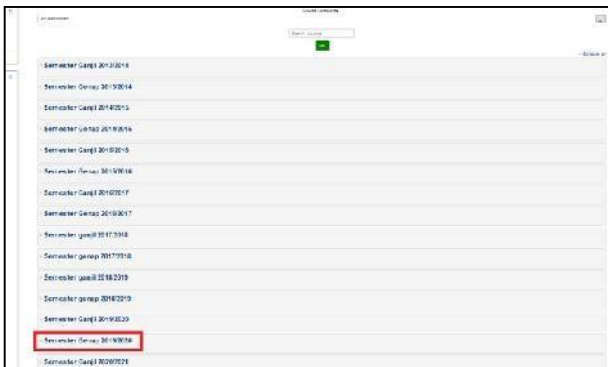 Search courses
Semester Ganjil 2013/2014
Semester Genap 2013/2014
Semester Ganjil 2014/2015
Semester Genap 2014/2015
Semester Ganjil 2015/2016
Semester Genap 2015/2016
Semester Ganjil 2016/2017
Semester Genap 2016/2017
Semester ganjil 2017/2018
Semester genap 2017/2018
Semester ganjil 2018/2019
Semester genap 2018/2019
Semester Ganjil 2019/2020
Semester Genap 2019/2020
Semester Ganjil 2020/2021